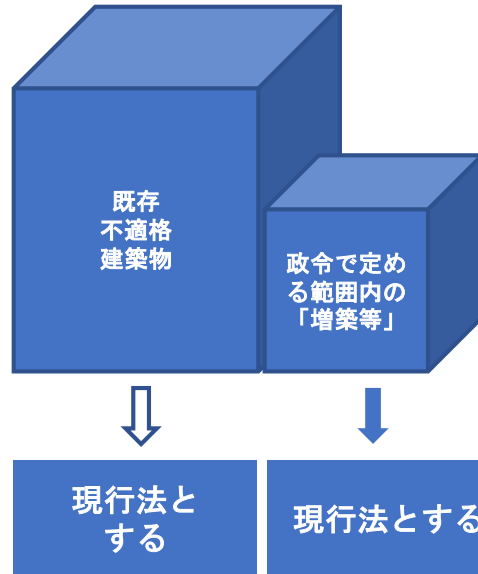 既存
不適格
建築物
政令で定め
る範囲内の
「増築等」
現行法と
する
現行法とする